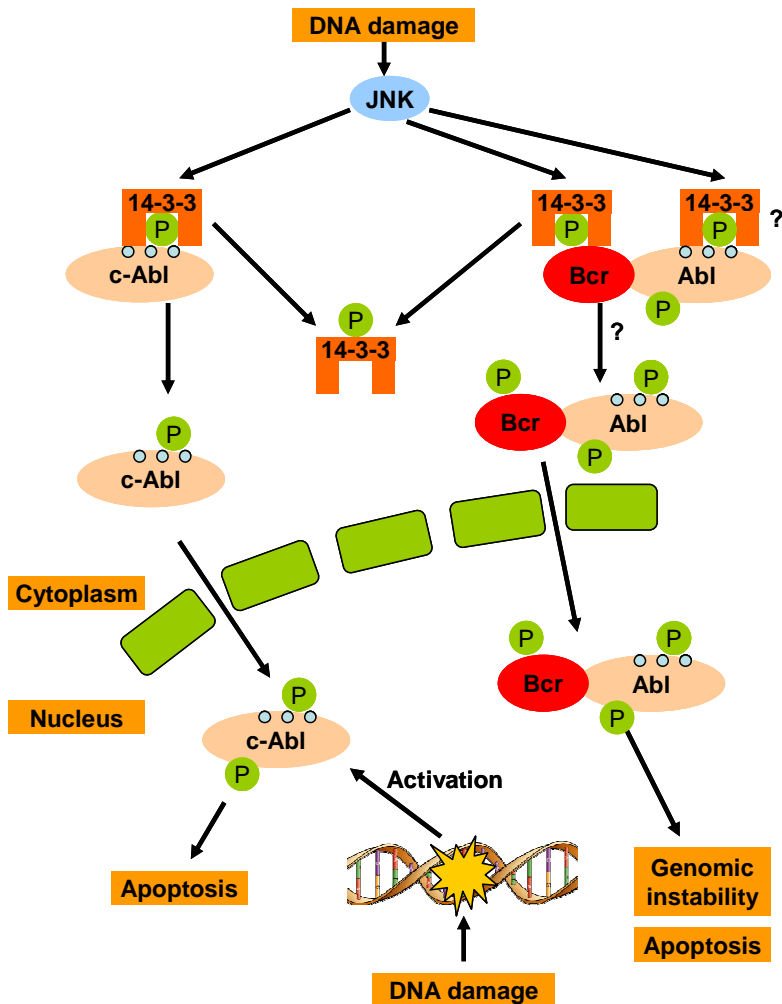 DNA damage
JNK
14-3-3
14-3-3
14-3-3
P
P
P
?
c-Abl
Bcr
Abl
P
P
14-3-3
?
P
P
Bcr
Abl
P
P
c-Abl
Cytoplasm
P
P
Bcr
Abl
Nucleus
P
P
c-Abl
P
Activation
Apoptosis
Genomic
instability
Apoptosis
DNA damage